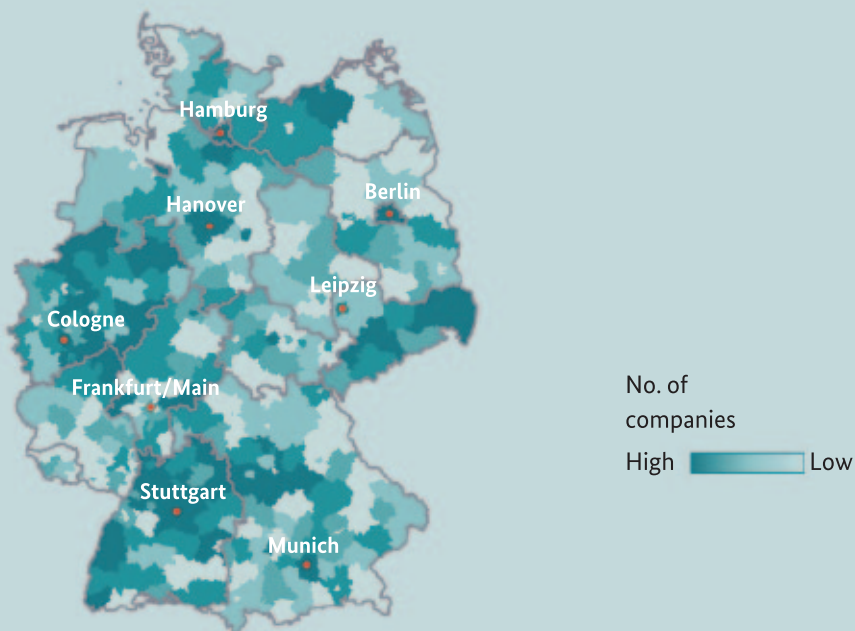 Hamburg
Berlin
Hanover
Leipzig
Cologne
Frankfurt/Main
Stuttgart
Munich
No. of
companies
High Low